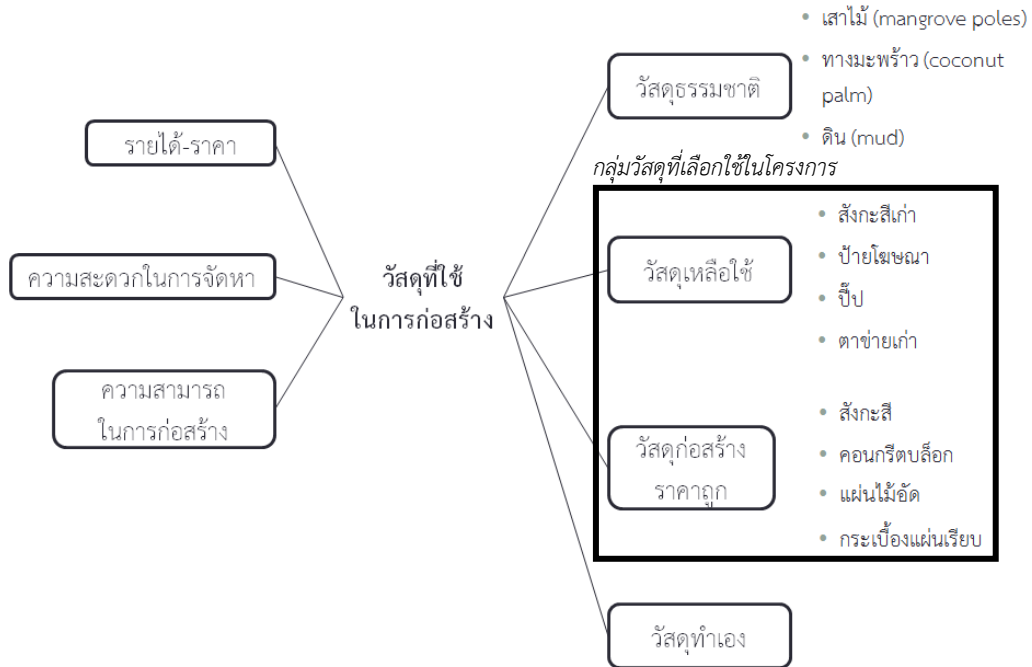 รายได้-ราคา
ความสะดวกในการจัดหา
ความสามารถ
ในการก่อสร้าง
วัสดุที่ใช้
ในการก่อสร้าง
วัสดุธรรมชาติ
• เสาไม้ (mangrove poles)
• ทางมะพร้าว (coconut
palm)
• ดิน (mud)
กลุ่มวัสดุที่เลือกใช้ในโครงการ
วัสดุเหลือใช้
• สังกะสีเก่า
• ป้ายโฆษณา
• ปี๊ป
• ตาข่ายเก่า
วัสดุก่อสร้าง
ราคาถูก
• สังกะสี
• คอนกรีตบล็อก
• แผ่นไม้อัด
• กระเบื้องแผ่นเรียบ
วัสดุทำเอง